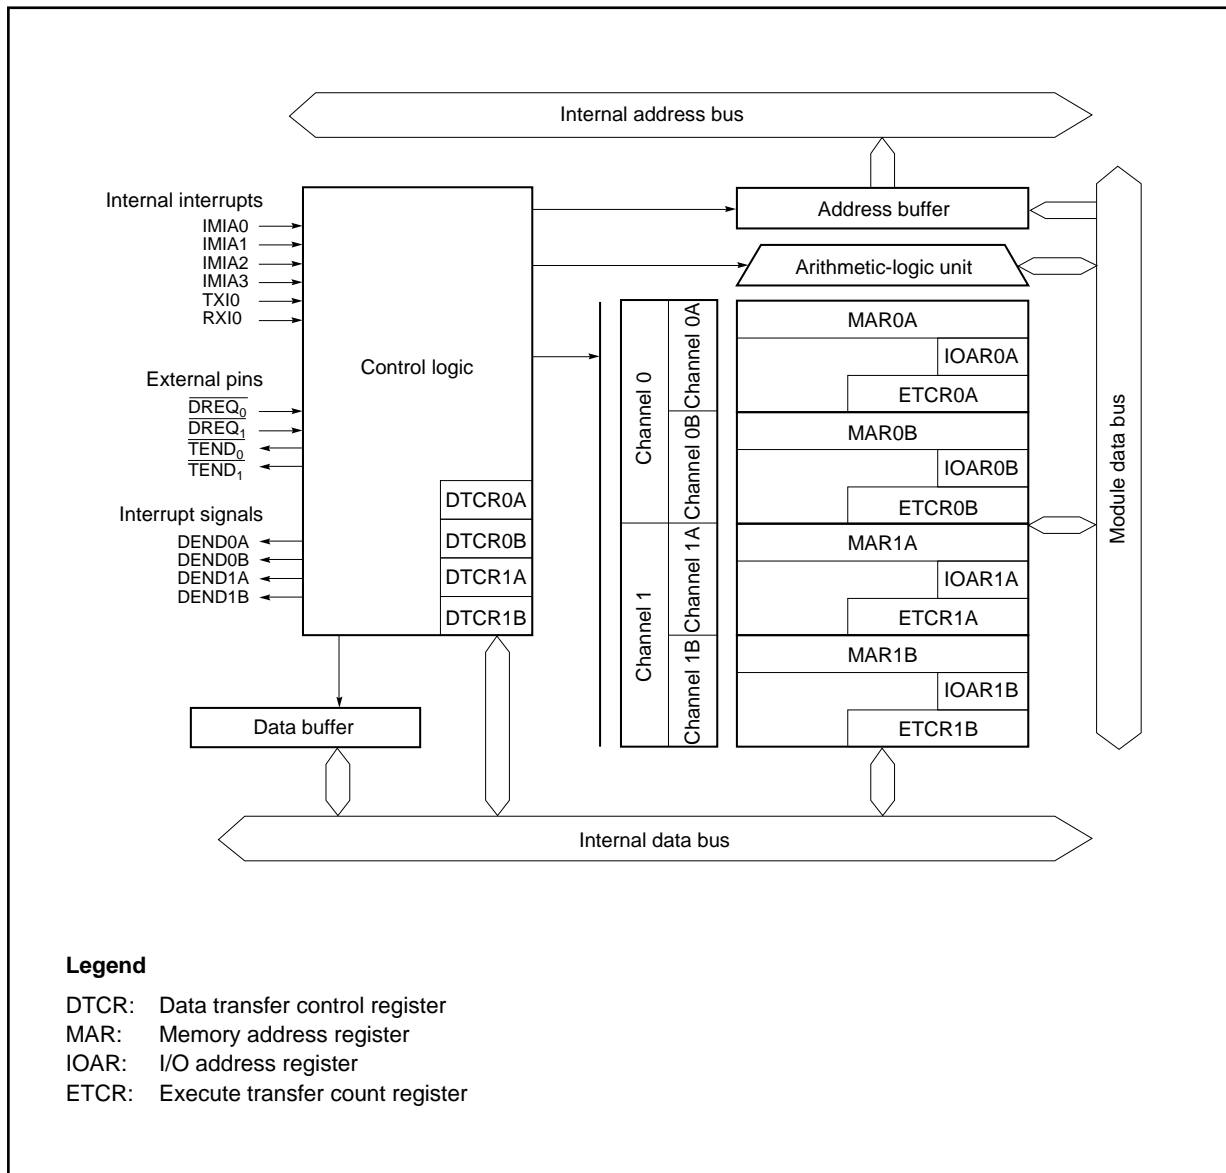 Internal address bus
Internal interrupts
IMIA0
IMIA1
IMIA2
IMIA3
TXI0
RXI0
External pins
DREQ0
DREQ1
TEND0
TEND1
Interrupt signals
DEND0A
DEND0B
DEND1A
DEND1B
Control logic
DTCR0A
DTCR0B
DTCR1A
DTCR1B
Data buffer
Address buffer
Arithmetic-logic unit
Channel 0
Channel 0A
Channel 0B
Channel 1
Channel 1A
Channel 1B
MAR0A
IOAR0A
ETCR0A
MAR0B
IOAR0B
ETCR0B
MAR1A
IOAR1A
ETCR1A
MAR1B
IOAR1B
ETCR1B
Module data bus
Internal data bus
Legend
DTCR: Data transfer control register
MAR: Memory address register
IOAR: I/O address register
ETCR: Execute transfer count register